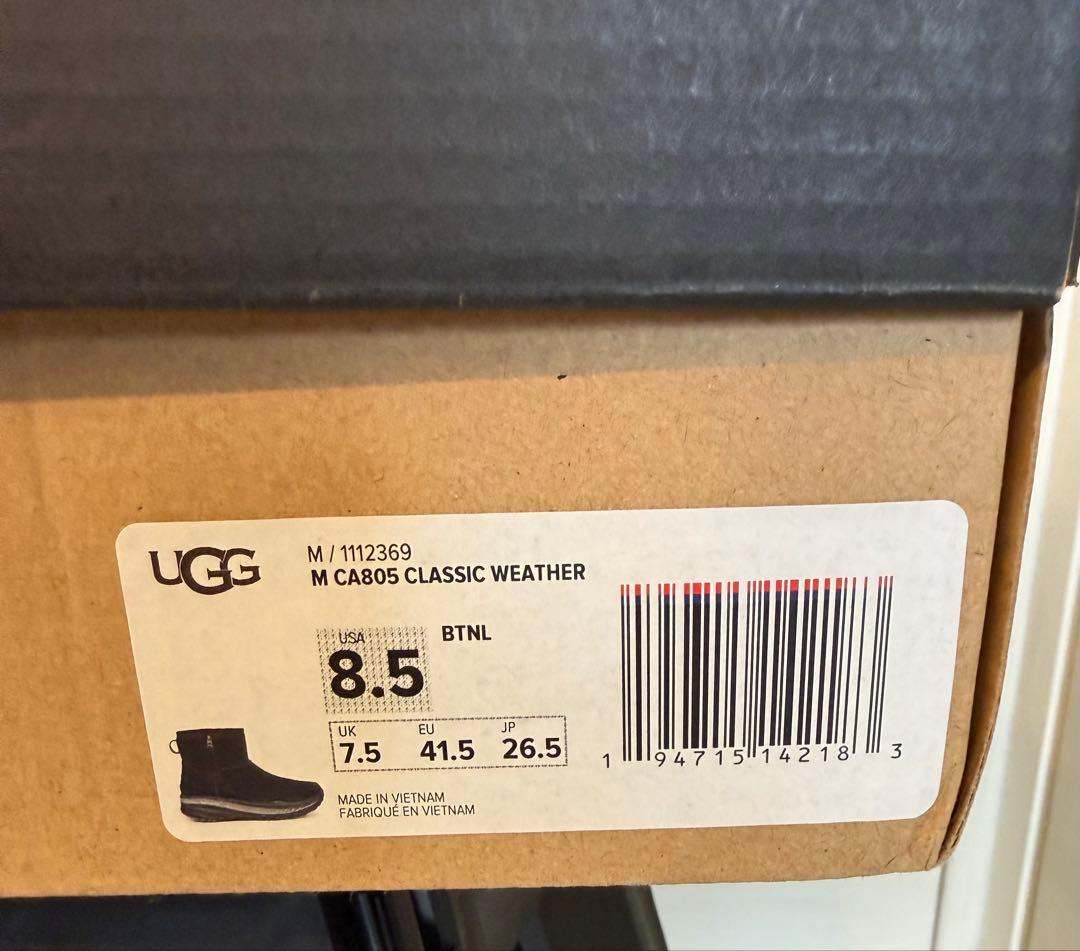 UGG
M / 1112369
M CA805 CLASSIC WEATHER
USA
BTNL
8.5
UK EU JP
7.5 41.5 26.5
MADE IN VIETNAM
FABRIQUÉ EN VIETNAM
1 94715 14218 3